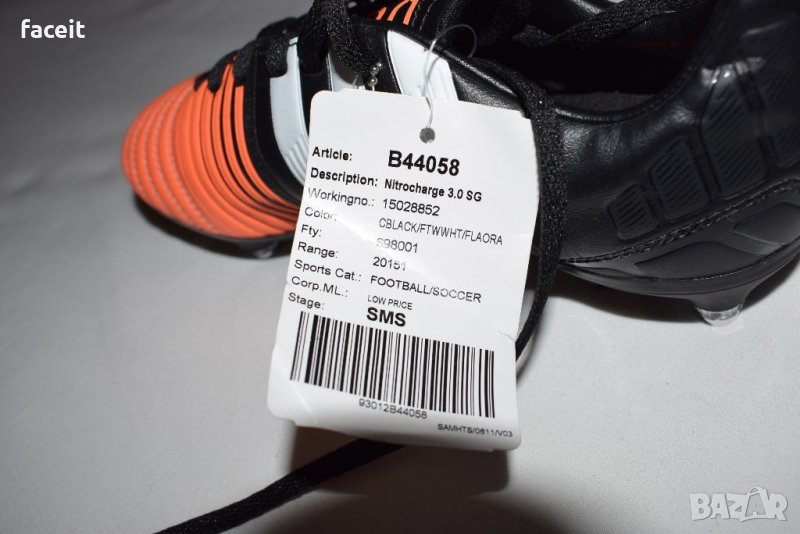 faceit
Article: B44058
Description: Nitrocharge 3.0 SG
Workingno.: 15028852
Color: CBLACK/FTWWHT/FLAORA
Fty: 698001
Range: 20151
Sports Cat.: FOOTBALL/SOCCER
Corp.ML.: LOW PRICE
Stage: SMS
93012B44058
SAMHTS/0611/V03
BAZAR